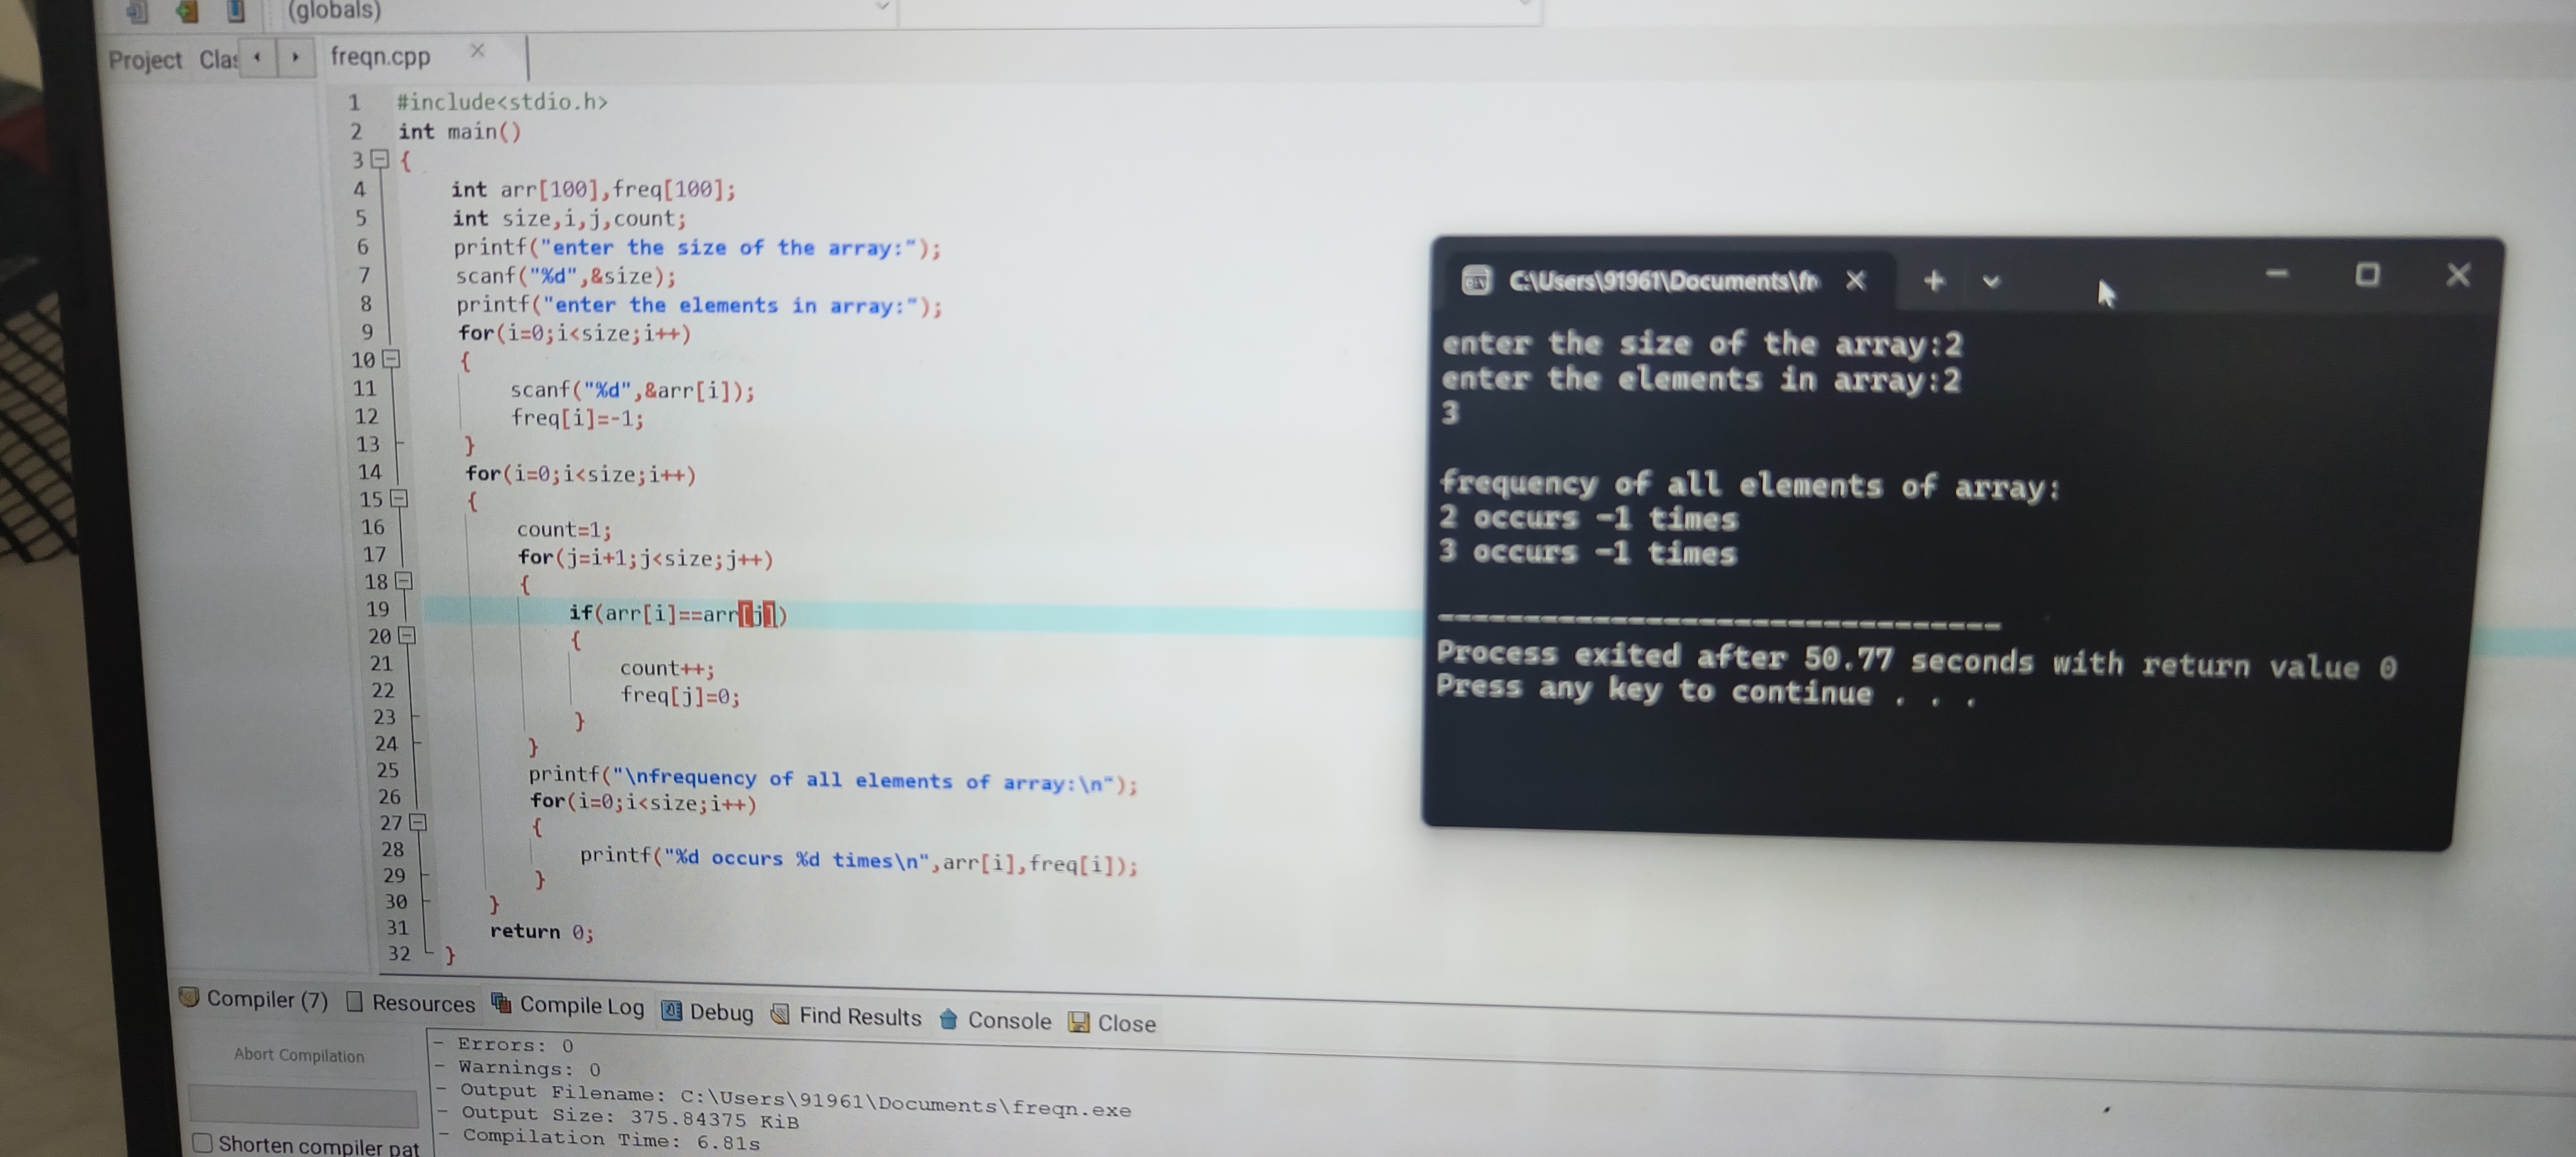 (globals)
Project Clas
freqn.cpp
1 #include<stdio.h>
2 int main()
3 {
4 int arr[100],freq[100];
5 int size,i,j,count;
6 printf("enter the size of the array:");
7 scanf("%d",&size);
8 printf("enter the elements in array:");
9 for(i=0;i<size;i++)
10 {
11 scanf("%d",&arr[i]);
12 freq[i]=-1;
13 }
14 for(i=0;i<size;i++)
15 {
16 count=1;
17 for(j=i+1;j<size;j++)
18 {
19 if(arr[i]==arr[j])
20 {
21 count++;
22 freq[j]=0;
23 }
24 }
25 printf("\nfrequency of all elements of array:\n");
26 for(i=0;i<size;i++)
27 {
28 printf("%d occurs %d times\n",arr[i],freq[i]);
29 }
30 }
31 return 0;
32 }
C:\Users\91961\Documents\fr
enter the size of the array:2
enter the elements in array:2
3
frequency of all elements of array:
2 occurs -1 times
3 occurs -1 times
--------------------------------
Process exited after 50.77 seconds with return value 0
Press any key to continue . . .
Compiler (7) Resources Compile Log Debug Find Results Console Close
Abort Compilation
Shorten compiler pat
- Errors: 0
- Warnings: 0
- Output Filename: C:\Users\91961\Documents\freqn.exe
- Output Size: 375.84375 KiB
- Compilation Time: 6.81s